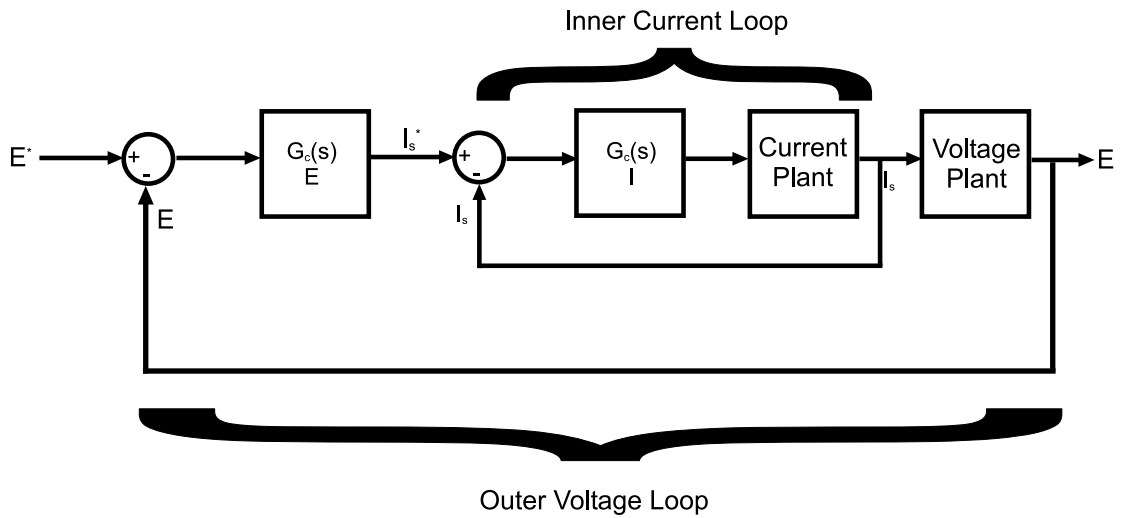 Inner Current Loop
E*
+
-
E
Gc(s)
E
Is*
+
-
Is
Gc(s)
I
Current
Plant
Is
Voltage
Plant
E
Outer Voltage Loop